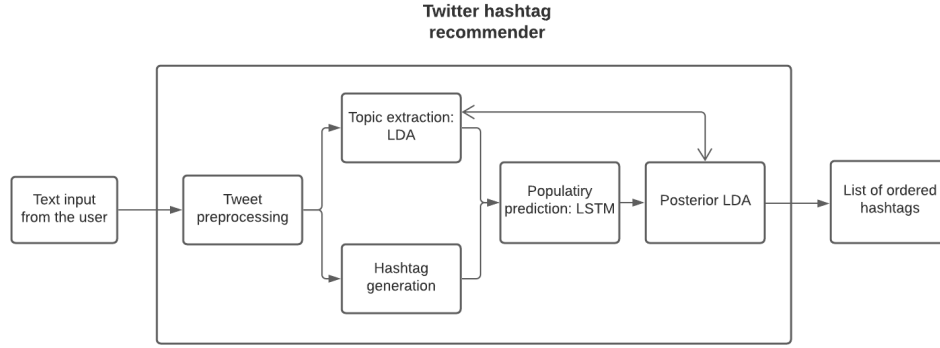 Twitter hashtag
recommender
Topic extraction:
LDA
Text input
from the user
Tweet
preprocessing
Populatiry
prediction: LSTM
Posterior LDA
List of ordered
hashtags
Hashtag
generation